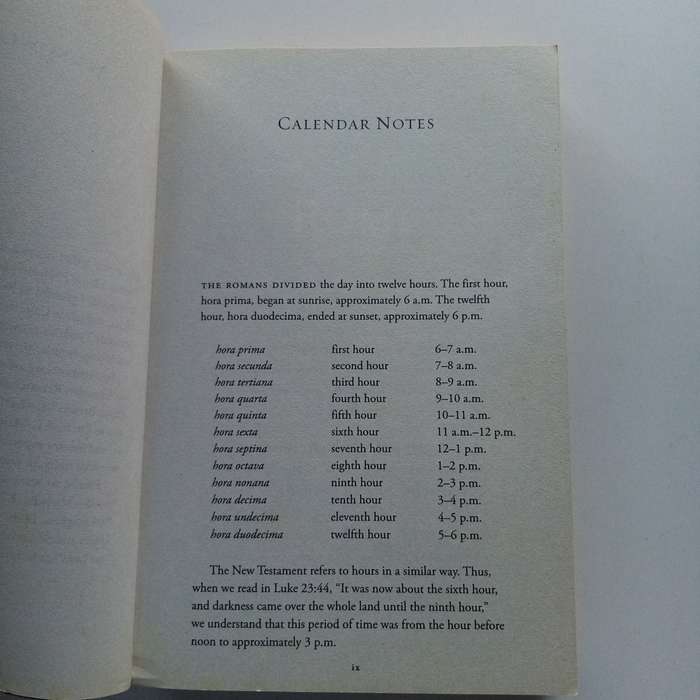 CALENDAR NOTES
THE ROMANS DIVIDED the day into twelve hours. The first hour,
hora prima, began at sunrise, approximately 6 a.m. The twelfth
hour, hora duodecima, ended at sunset, approximately 6 p.m.
hora prima first hour 6–7 a.m.
hora secunda second hour 7–8 a.m.
hora tertiana third hour 8–9 a.m.
hora quarta fourth hour 9–10 a.m.
hora quinta fifth hour 10–11 a.m.
hora sexta sixth hour 11 a.m.–12 p.m.
hora septina seventh hour 12–1 p.m.
hora octava eighth hour 1–2 p.m.
hora nonana ninth hour 2–3 p.m.
hora decima tenth hour 3–4 p.m.
hora undecima eleventh hour 4–5 p.m.
hora duodecima twelfth hour 5–6 p.m.
The New Testament refers to hours in a similar way. Thus,
when we read in Luke 23:44, “It was now about the sixth hour,
and darkness came over the whole land until the ninth hour,”
we understand that this period of time was from the hour before
noon to approximately 3 p.m.
ix